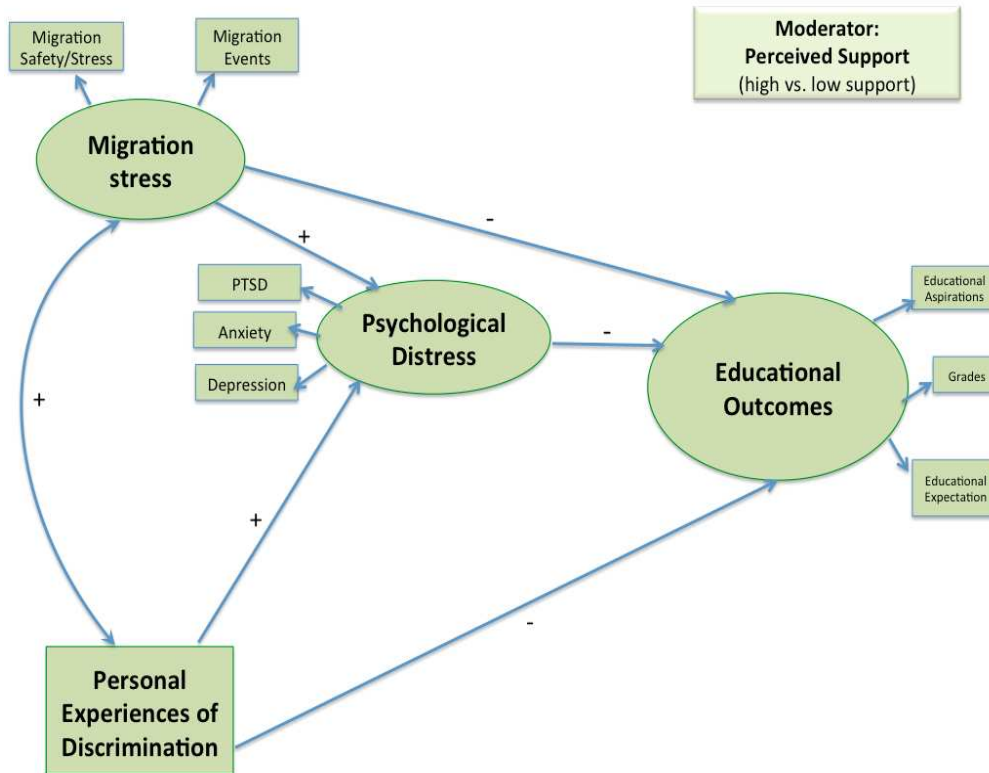 Migration
Safety/Stress
Migration
Events
Moderator:
Perceived Support
(high vs. low support)
Migration
stress
-
+
PTSD
Anxiety
Depression
Psychological
Distress
-
Educational
Outcomes
Educational
Aspirations
Grades
Educational
Expectation
+
+
-
Personal
Experiences of
Discrimination